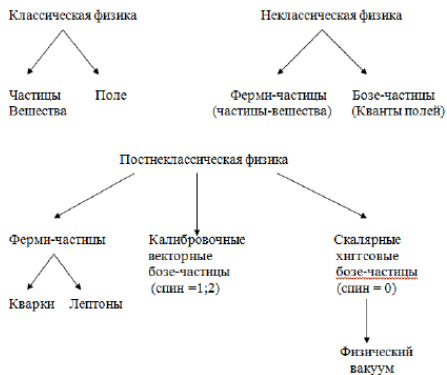 Классическая физика
Неклассическая физика
Частицы Поле
Вещества
Ферми-частицы Бозе-частицы
(частицы-вещества) (Кванты полей)
Постнеклассическая физика
Ферми-частицы
Кварки Лептоны
Калибровочные
векторные
бозе-частицы
(спин =1;2)
Скалярные
хиггсовые
бозе-частицы
(спин = 0)
Физический
вакуум